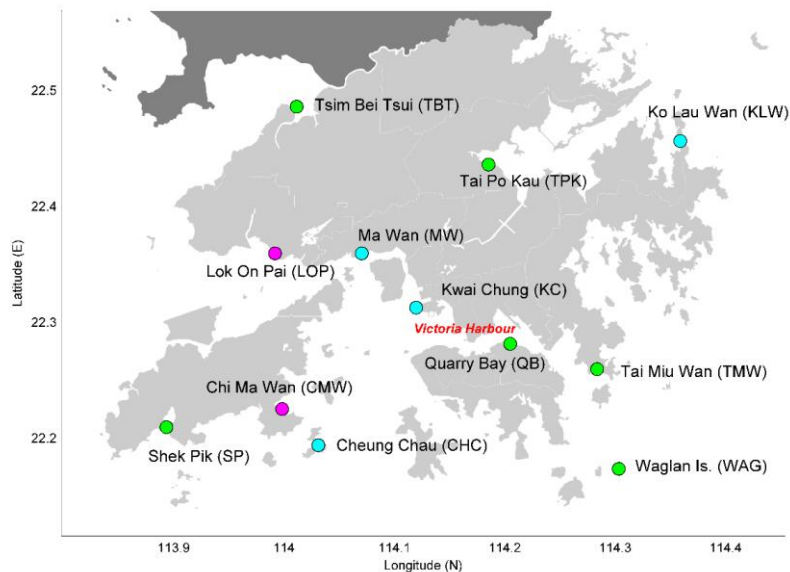 22.5
Tsim Bei Tsui (TBT)
Ko Lau Wan (KLW)
Tai Po Kau (TPK)
22.4
Ma Wan (MW)
Lok On Pai (LOP)
Latitude (E)
Kwai Chung (KC)
22.3
Victoria Harbour
Quarry Bay (QB)
Tai Miu Wan (TMW)
Chi Ma Wan (CMW)
22.2
Cheung Chau (CHC)
Shek Pik (SP)
Waglan Is. (WAG)
113.9 114 114.1 114.2 114.3 114.4
Longitude (N)